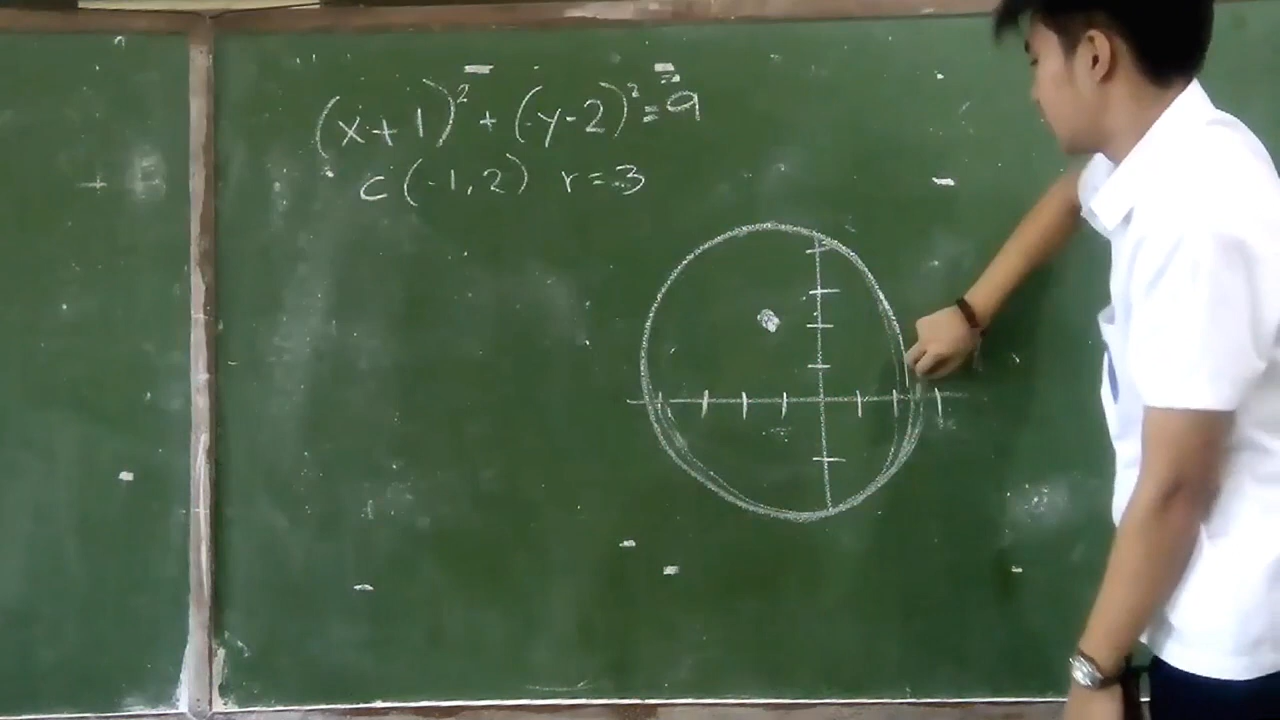 (x+1)² + (y-2)² = 9
C(-1,2) r=3